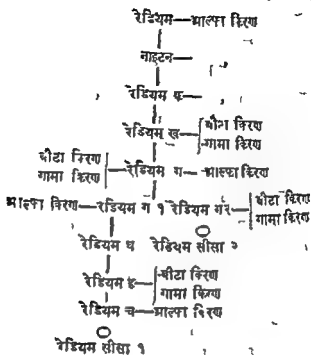 रेडियम—आल्फा किरण
नाइटन—
रेडियम क—
रेडियम ख— बीटा किरण
गामा किरण
बीटा किरण
गामा किरण —रेडियम ग —आल्फा किरण
आल्फा किरण—रेडियम ग १ रेडियम ग२— बीटा किरण
गामा किरण
रेडियम घ रेडियम सीसा २
रेडियम ङ— बीटा किरण
गामा किरण
रेडियम च—आल्फा किरण
रेडियम सीसा १